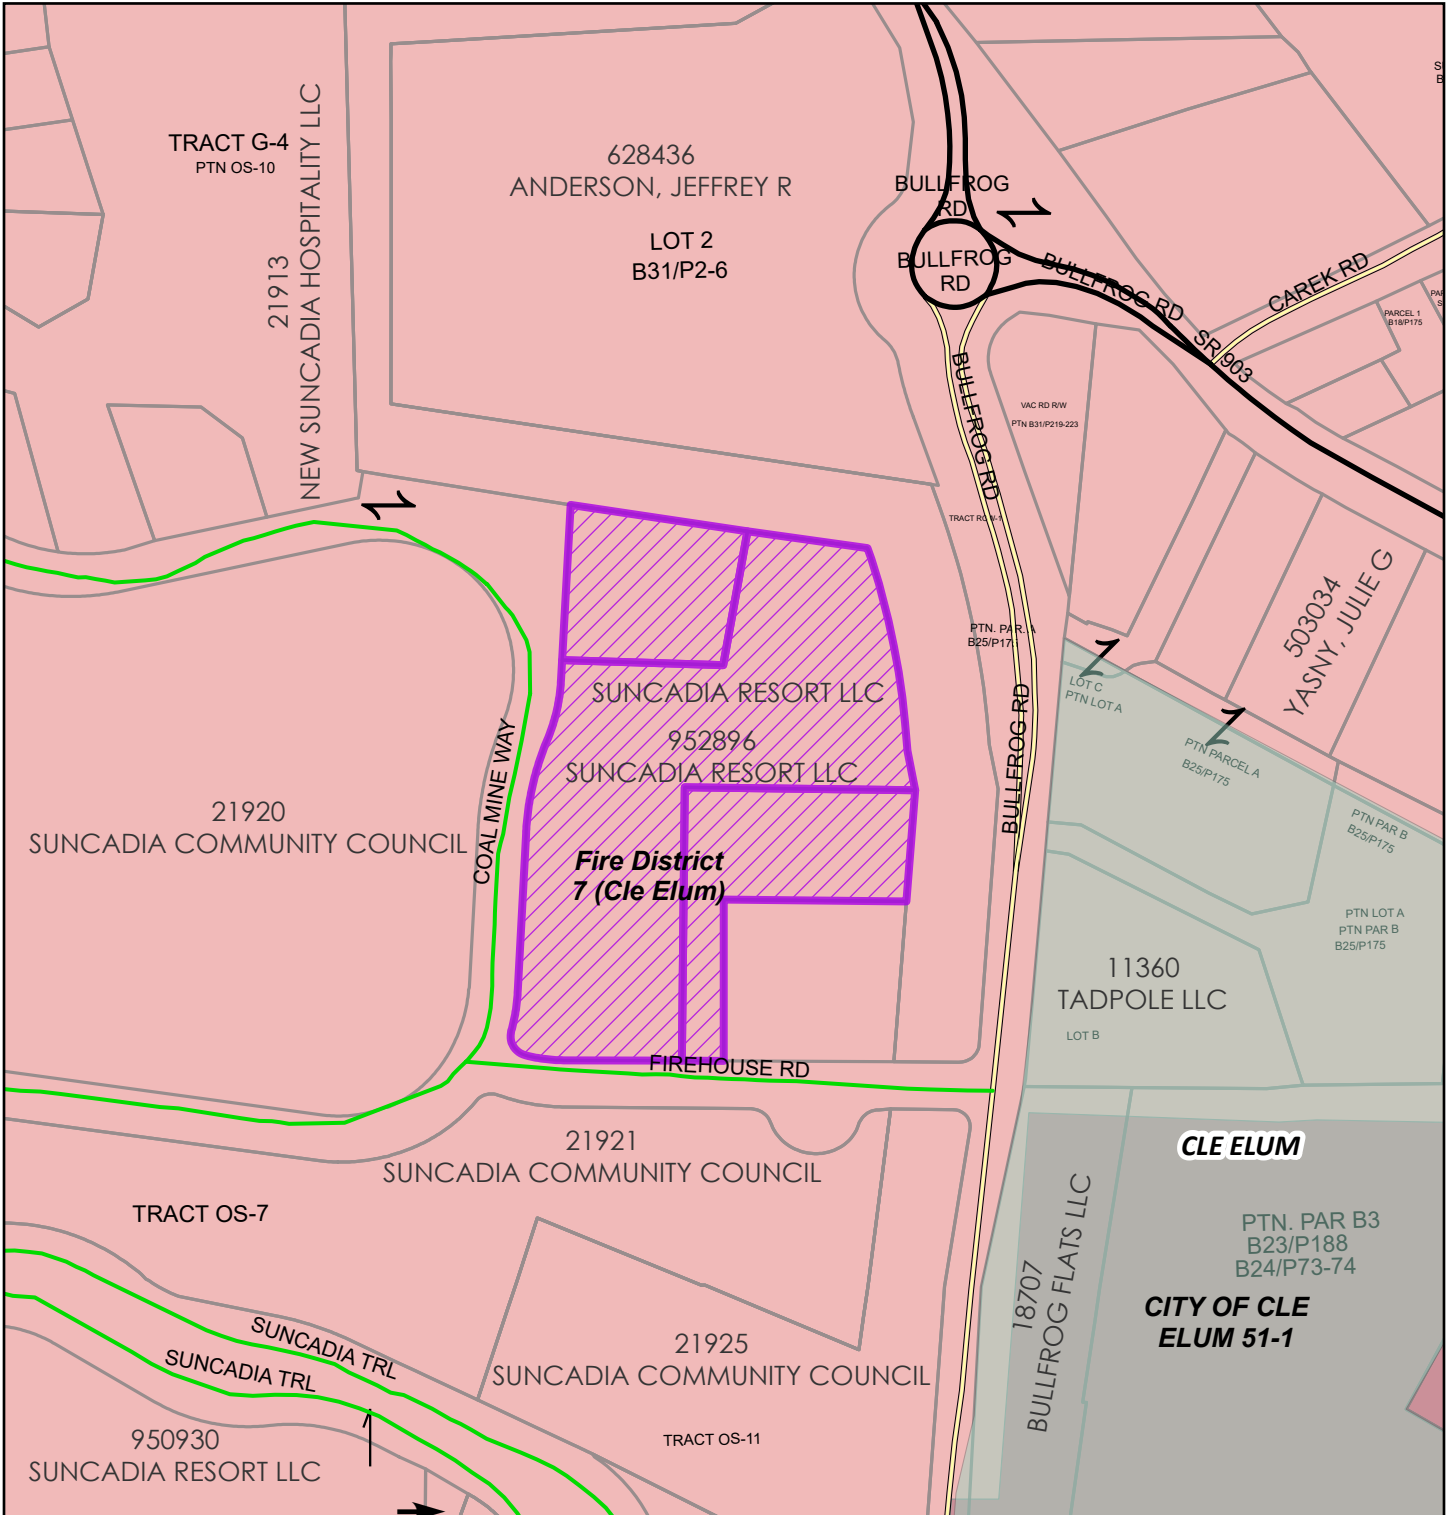 TRACT G-4
PTN OS-10
21913
NEW SUNCADIA HOSPITALITY LLC
628436
ANDERSON, JEFFREY R
LOT 2
B31/P2-6
BULLFROG
RD
BULLFROG
RD
BULLFROG RD
SR 903
CAREK RD
PARCEL 1
B18/P175
BULLFROG RD
VAC RD R/W
PTN B31/P219-223
503034
YASNY, JULIE G
PTN. PAR. A
LOT C
PTN LOT A
PTN PARCEL A
B25/P175
PTN PAR B
B25/P175
PTN LOT A
PTN PAR B
B25/P175
SUNCADIA RESORT LLC
952896
SUNCADIA RESORT LLC
Fire District
7 (Cle Elum)
COAL MINE WAY
21920
SUNCADIA COMMUNITY COUNCIL
BULLFROG RD
11360
TADPOLE LLC
LOT B
FIREHOUSE RD
21921
SUNCADIA COMMUNITY COUNCIL
CLE ELUM
TRACT OS-7
PTN. PAR B3
B23/P188
B24/P73-74
CITY OF CLE
ELUM 51-1
18707
BULLFROG FLATS LLC
SUNCADIA TRL
SUNCADIA TRL
21925
SUNCADIA COMMUNITY COUNCIL
TRACT OS-11
950930
SUNCADIA RESORT LLC